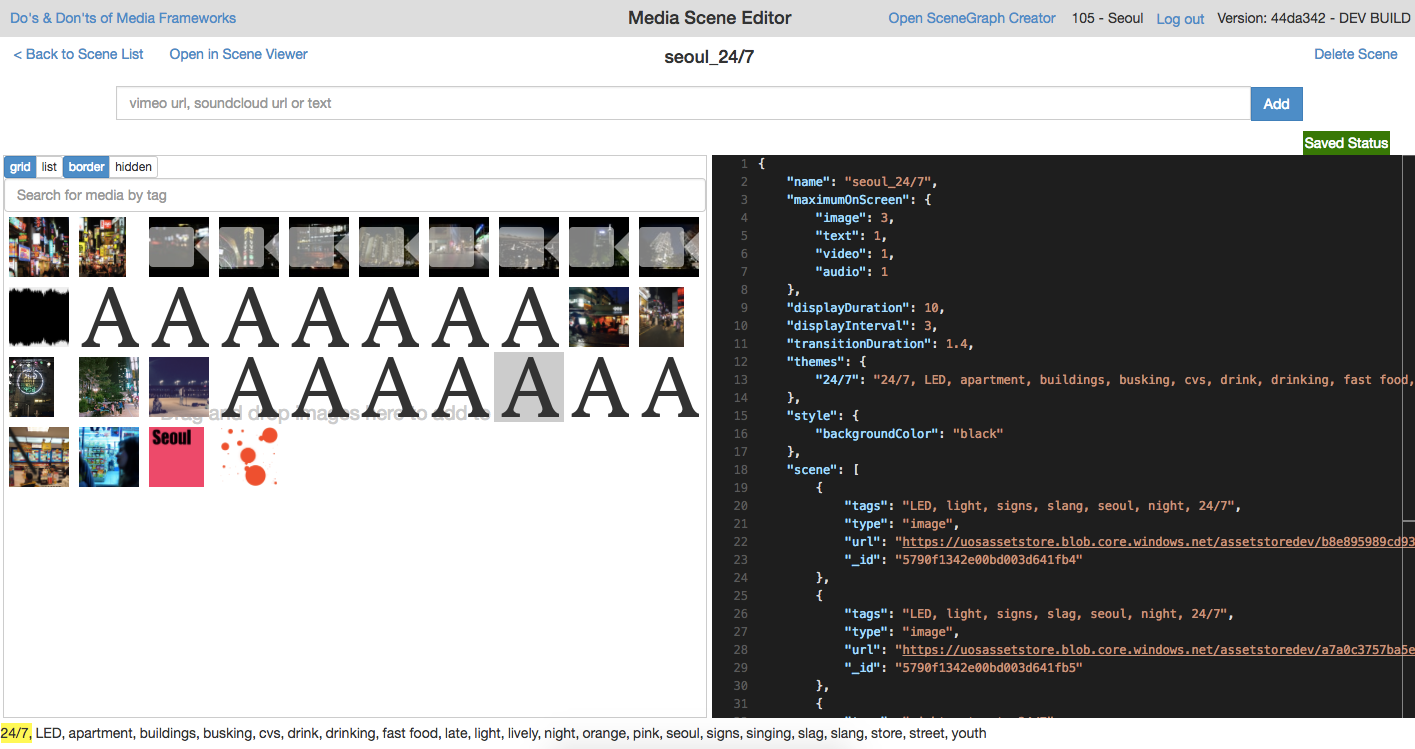 Do's & Don'ts of Media Frameworks
Media Scene Editor
Open SceneGraph Creator
105 - Seoul
Log out
Version: 44da342 - DEV BUILD
< Back to Scene List
Open in Scene Viewer
seoul_24/7
Delete Scene
vimeo url, soundcloud url or text
Add
Saved Status
grid
list
border
hidden
Search for media by tag
A A A A A A A
A A A A A A A
Drag and drop images here to add to
Seoul
1 {
2 "name": "seoul_24/7",
3 "maximumOnScreen": {
4 "image": 3,
5 "text": 1,
6 "video": 1,
7 "audio": 1
8 },
9 "displayDuration": 10,
10 "displayInterval": 3,
11 "transitionDuration": 1.4,
12 "themes": {
13 "24/7": "24/7, LED, apartment, buildings, busking, cvs, drink, drinking, fast food,
14 },
15 "style": {
16 "backgroundColor": "black"
17 },
18 "scene": [
19 {
20 "tags": "LED, light, signs, slang, seoul, night, 24/7",
21 "type": "image",
22 "url": "https://uosassetstore.blob.core.windows.net/assetstoredev/b8e895989cd93
23 "_id": "5790f1342e00bd003d641fb4"
24 },
25 {
26 "tags": "LED, light, signs, slag, seoul, night, 24/7",
27 "type": "image",
28 "url": "https://uosassetstore.blob.core.windows.net/assetstoredev/a7a0c3757ba5e
29 "_id": "5790f1342e00bd003d641fb5"
30 },
31 {
24/7, LED, apartment, buildings, busking, cvs, drink, drinking, fast food, late, light, lively, night, orange, pink, seoul, signs, singing, slag, slang, store, street, youth